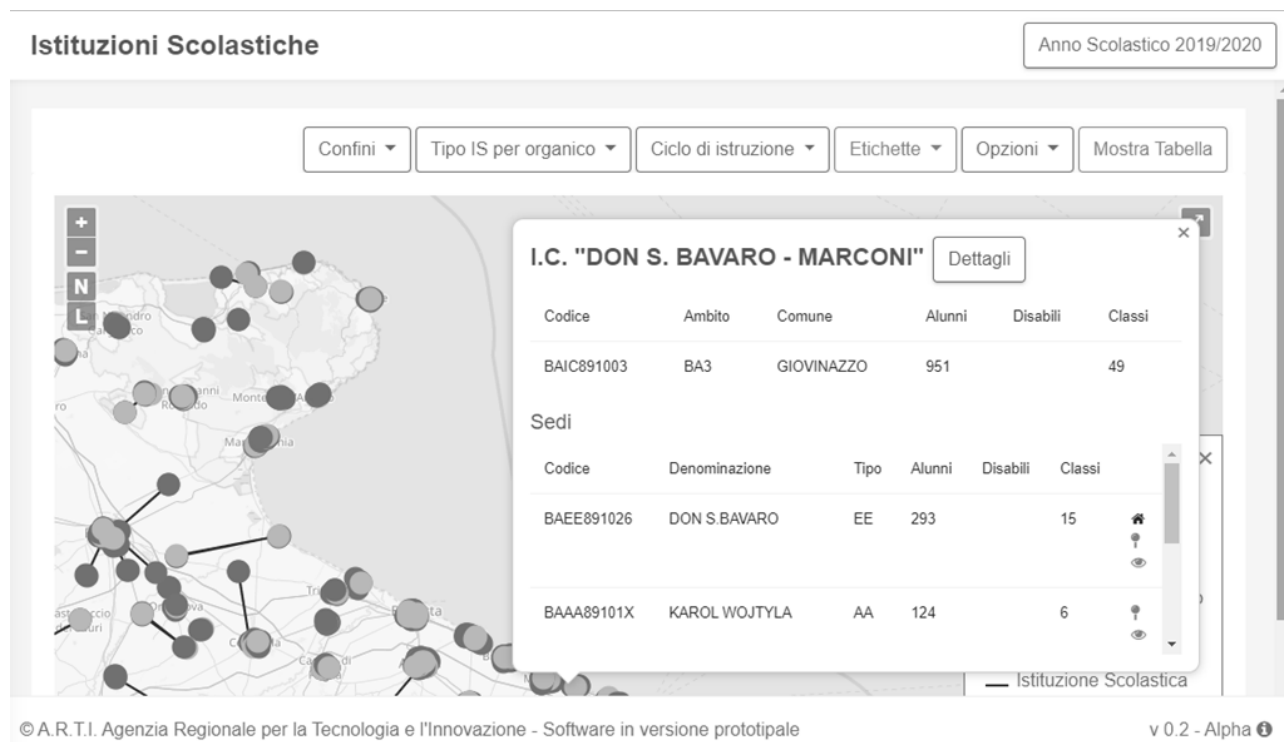 Istituzioni Scolastiche
Anno Scolastico 2019/2020
Confini
Tipo IS per organico
Ciclo di istruzione
Etichette
Opzioni
Mostra Tabella
+
−
N
L
I.C. "DON S. BAVARO - MARCONI"
Dettagli
×
Codice Ambito Comune Alunni Disabili Classi
BAIC891003 BA3 GIOVINAZZO 951 49
Sedi
Codice Denominazione Tipo Alunni Disabili Classi
BAEE891026 DON S.BAVARO EE 293 15
BAAA89101X KAROL WOJTYLA AA 124 6
×
Istituzione Scolastica
© A.R.T.I. Agenzia Regionale per la Tecnologia e l'Innovazione - Software in versione prototipale
v 0.2 - Alpha